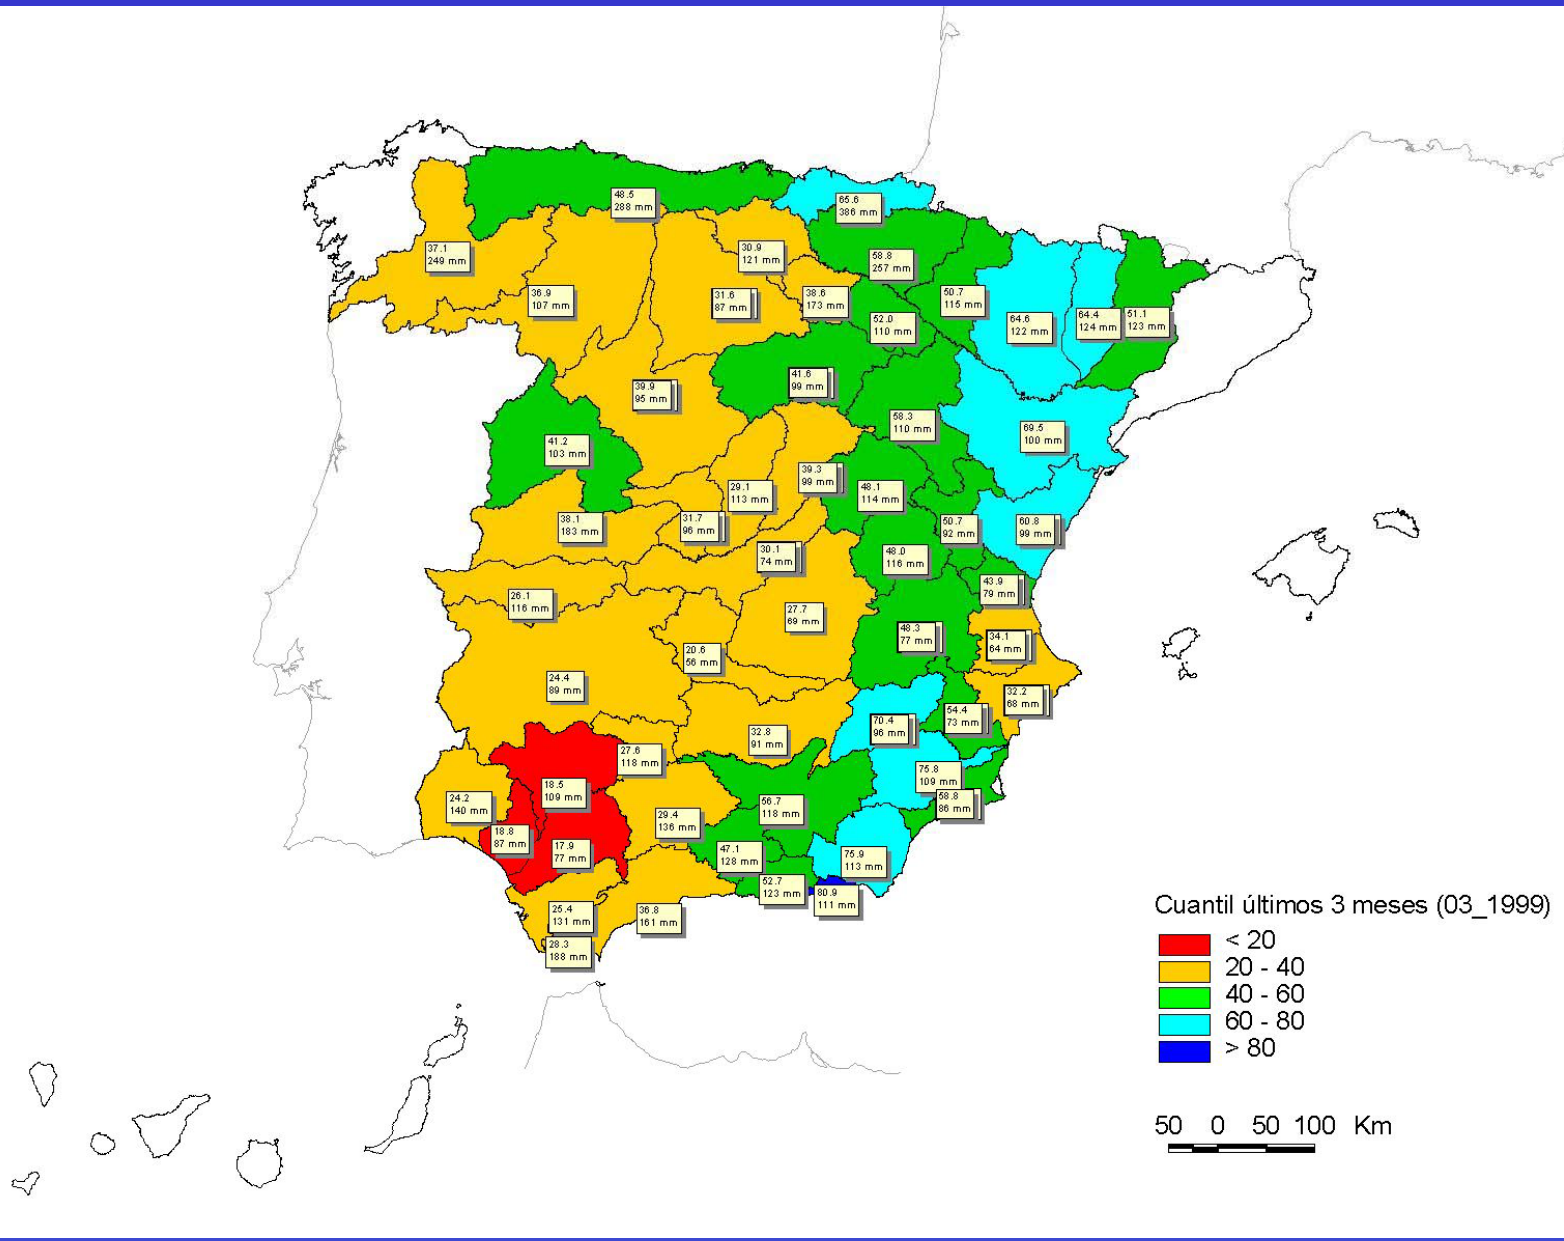 48.5
288 mm
65.6
386 mm
37.1
249 mm
30.9
121 mm
58.8
257 mm
36.9
107 mm
31.6
87 mm
38.6
173 mm
50.7
115 mm
52.0
110 mm
64.6
122 mm
64.4
124 mm
51.1
123 mm
39.9
95 mm
41.6
99 mm
58.3
110 mm
69.5
100 mm
41.2
103 mm
39.3
99 mm
29.1
113 mm
48.1
114 mm
38.1
183 mm
31.7
96 mm
50.7
92 mm
60.8
99 mm
30.1
74 mm
48.0
116 mm
26.1
116 mm
43.9
79 mm
27.7
69 mm
48.3
77 mm
34.1
64 mm
20.6
56 mm
24.4
89 mm
32.2
68 mm
54.4
73 mm
70.4
96 mm
32.8
91 mm
27.6
118 mm
75.8
109 mm
18.5
109 mm
24.2
140 mm
58.8
86 mm
56.7
118 mm
29.4
136 mm
18.8
87 mm
17.9
77 mm
47.1
128 mm
75.9
113 mm
52.7
123 mm
80.9
111 mm
25.4
131 mm
36.8
161 mm
28.3
188 mm
Cuantil últimos 3 meses (03_1999)
< 20
20 - 40
40 - 60
60 - 80
> 80
50 0 50 100 Km